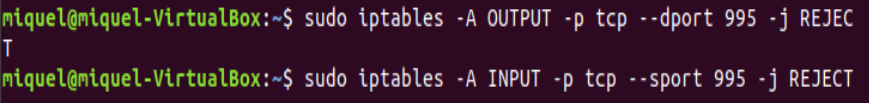 miquel@miquel-VirtualBox:~$ sudo iptables -A OUTPUT -p tcp --dport 995 -j REJEC
T
miquel@miquel-VirtualBox:~$ sudo iptables -A INPUT -p tcp --sport 995 -j REJECT